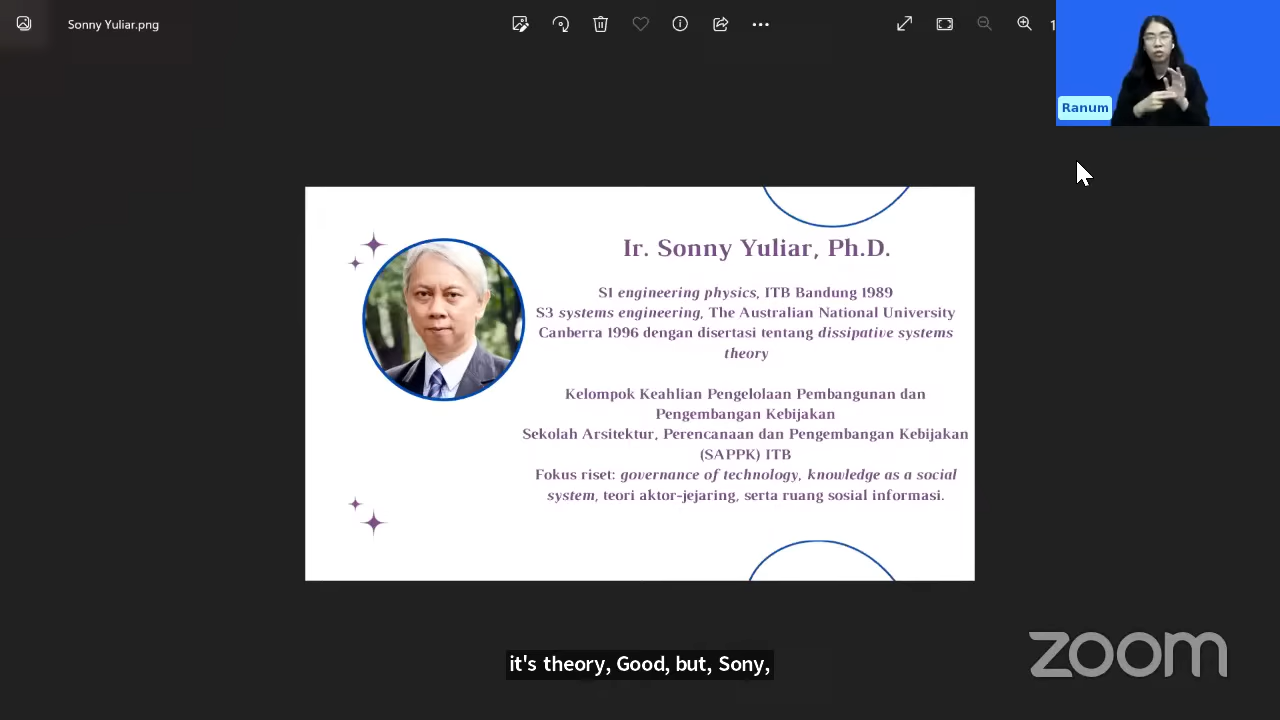 Sonny Yuliar.png
1
Ranum
Ir. Sonny Yuliar, Ph.D.
S1 engineering physics, ITB Bandung 1989
S3 systems engineering, The Australian National University
Canberra 1996 dengan disertasi tentang dissipative systems
theory
Kelompok Keahlian Pengelolaan Pembangunan dan
Pengembangan Kebijakan
Sekolah Arsitektur, Perencanaan dan Pengembangan Kebijakan
(SAPPK) ITB
Fokus riset: governance of technology, knowledge as a social
system, teori aktor-jejaring, serta ruang sosial informasi.
it's theory, Good, but, Sony,
zoom